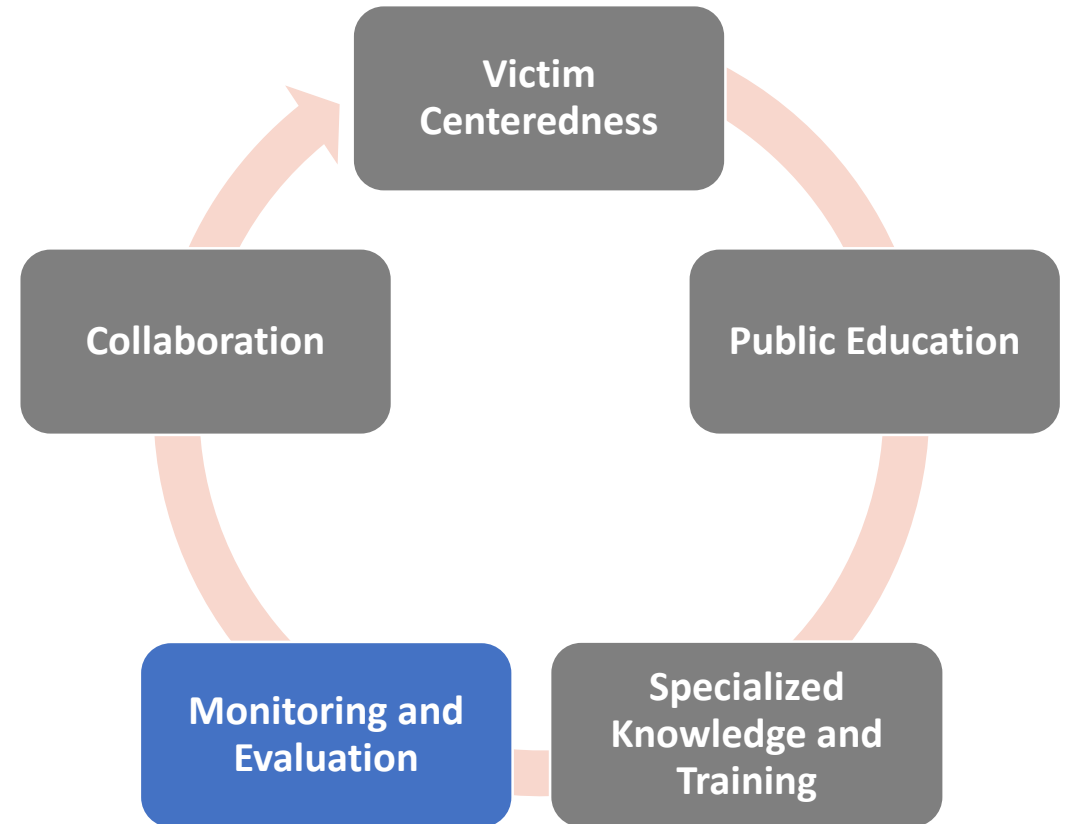 Victim
Centeredness
Collaboration
Public Education
Monitoring and
Evaluation
Specialized
Knowledge and
Training